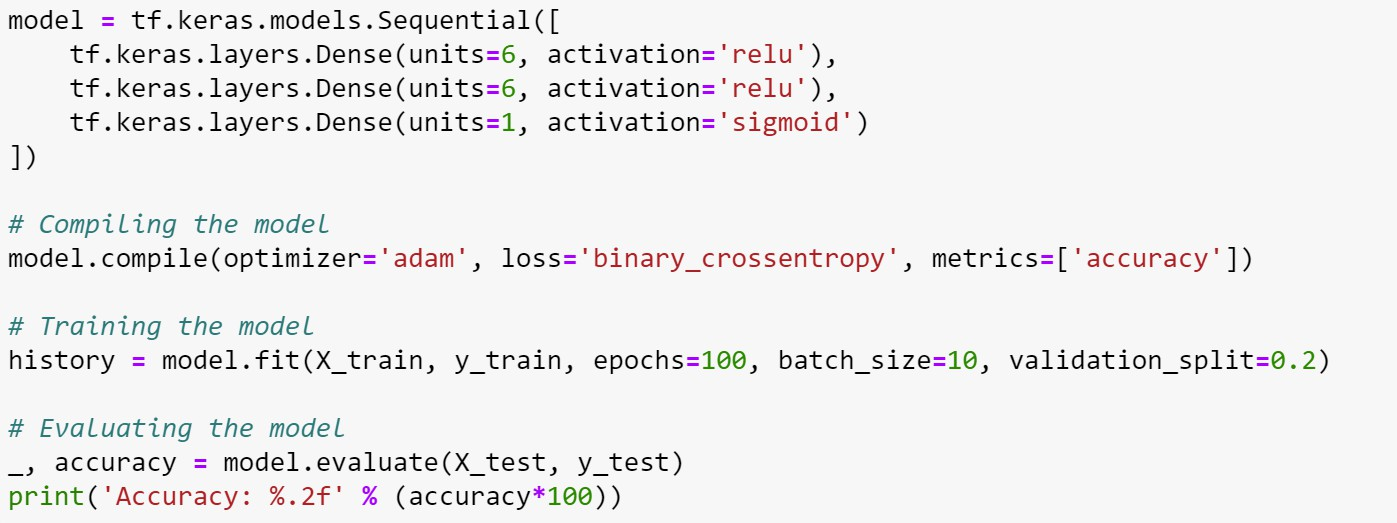 model = tf.keras.models.Sequential([
    tf.keras.layers.Dense(units=6, activation='relu'),
    tf.keras.layers.Dense(units=6, activation='relu'),
    tf.keras.layers.Dense(units=1, activation='sigmoid')
])
# Compiling the model
model.compile(optimizer='adam', loss='binary_crossentropy', metrics=['accuracy'])
# Training the model
history = model.fit(X_train, y_train, epochs=100, batch_size=10, validation_split=0.2)
# Evaluating the model
_, accuracy = model.evaluate(X_test, y_test)
print('Accuracy: %.2f' % (accuracy*100))